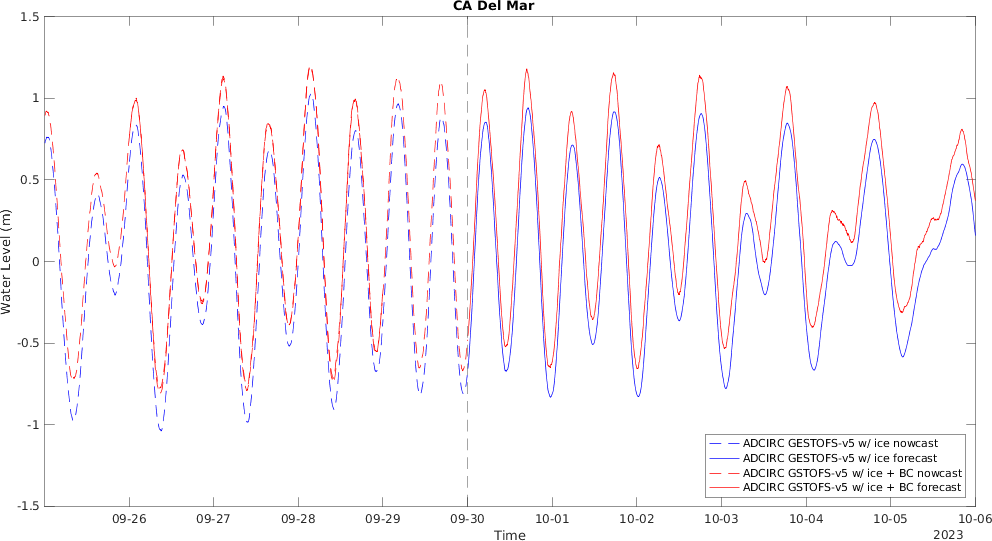 CA Del Mar
1.5
1
0.5
0
-0.5
-1
-1.5
Water Level (m)
09-26 09-27 09-28 09-29 09-30 10-01 10-02 10-03 10-04 10-05 10-06
Time
2023
ADCIRC GESTOFS-v5 w/ ice nowcast
ADCIRC GESTOFS-v5 w/ ice forecast
ADCIRC GSTOFS-v5 w/ ice + BC nowcast
ADCIRC GSTOFS-v5 w/ ice + BC forecast